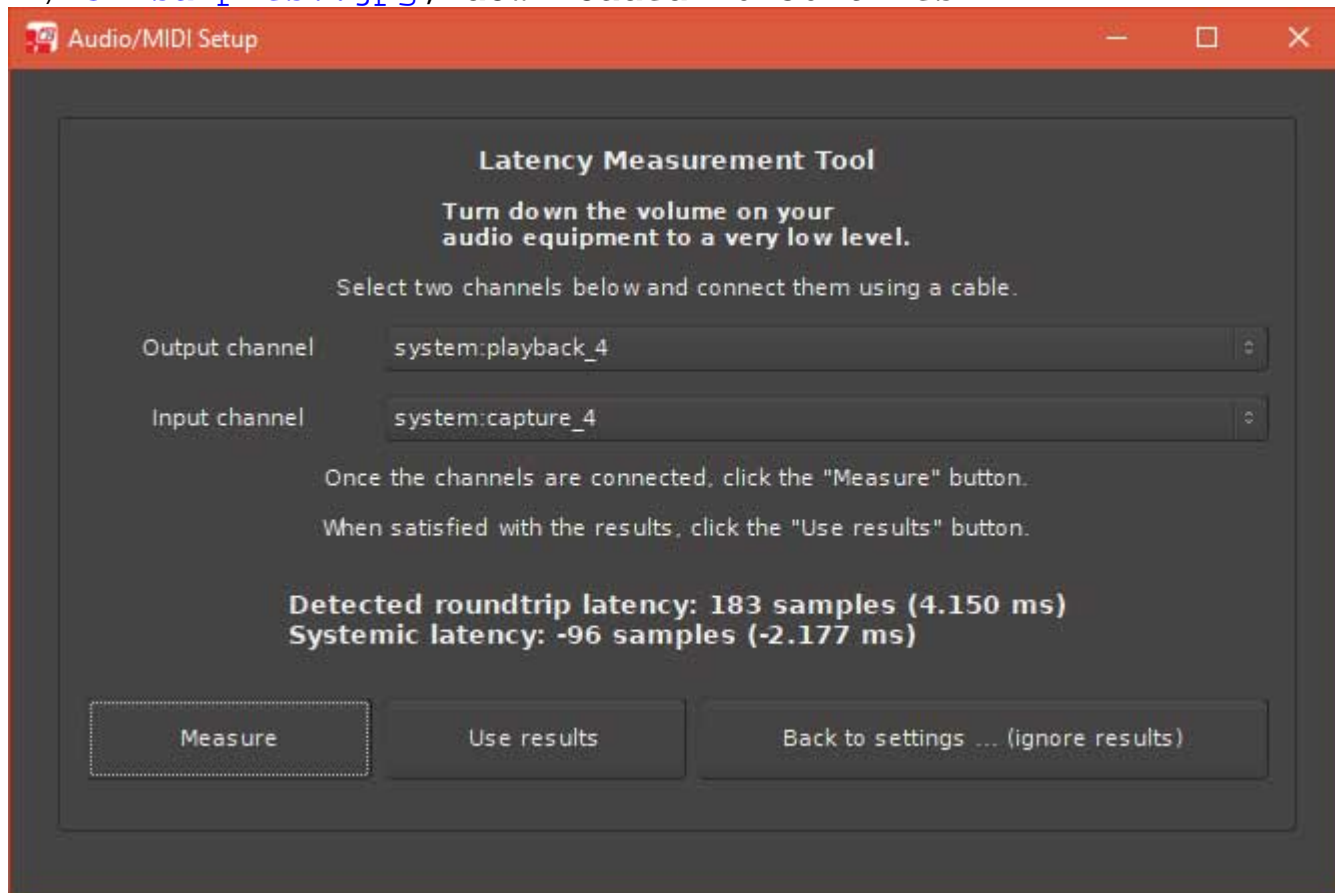 Audio/MIDI Setup
Latency Measurement Tool
Turn down the volume on your
audio equipment to a very low level.
Select two channels below and connect them using a cable.
Output channel system:playback_4
Input channel system:capture_4
Once the channels are connected, click the "Measure" button.
When satisfied with the results, click the "Use results" button.
Detected roundtrip latency: 183 samples (4.150 ms)
Systemic latency: -96 samples (-2.177 ms)
Measure Use results Back to settings ... (ignore results)